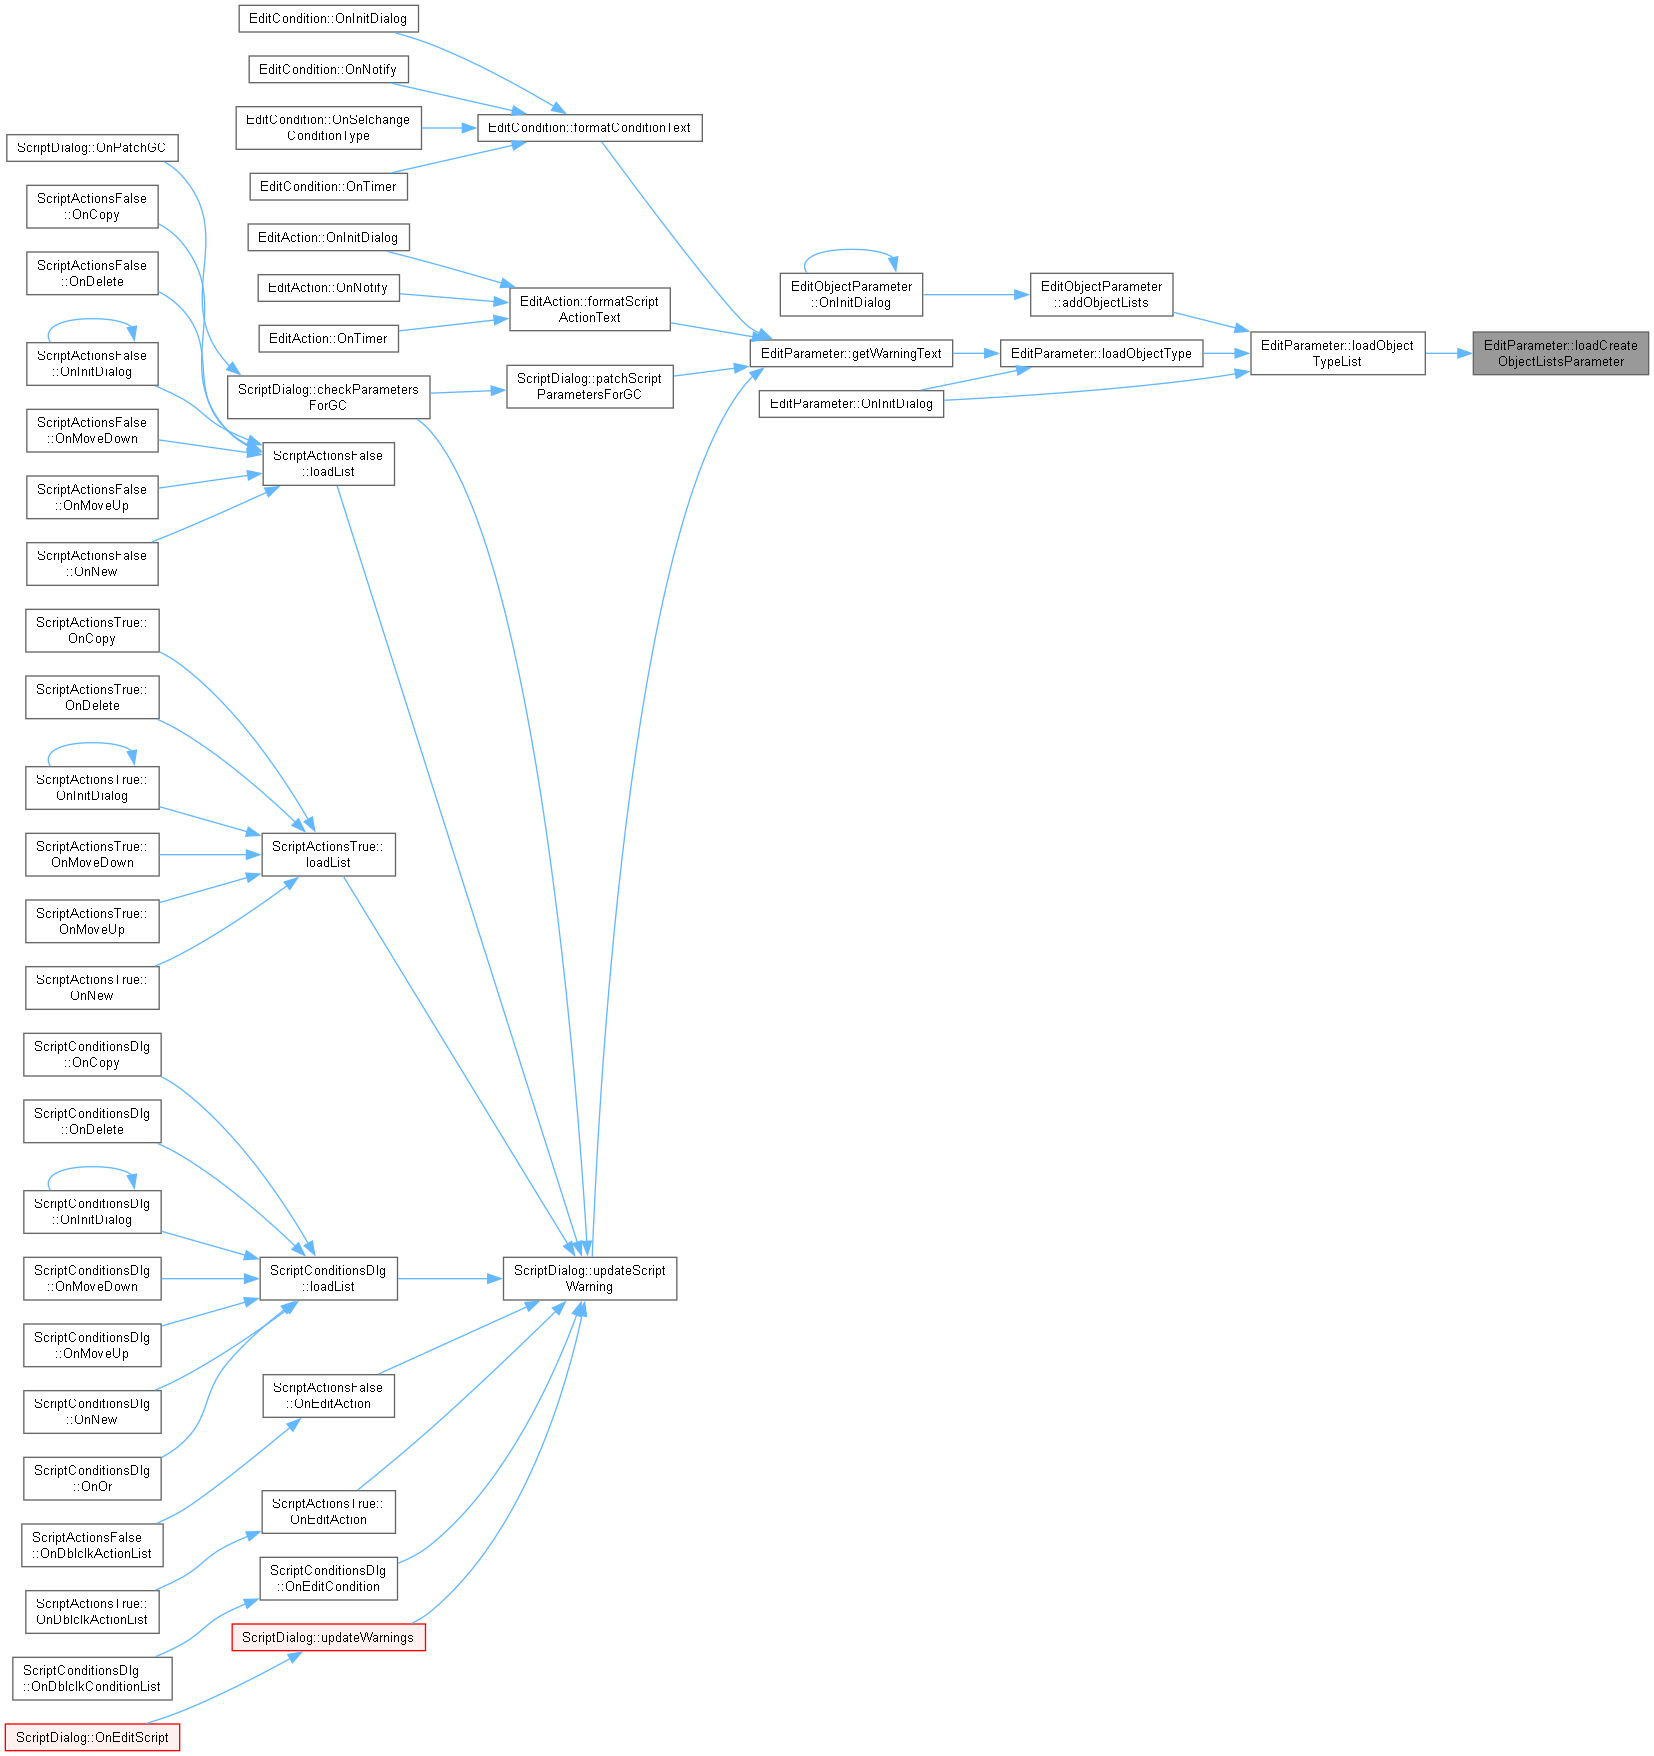 EditCondition::OnInitDialog
EditCondition::OnNotify
EditCondition::OnSelchange
ConditionType
EditCondition::formatConditionText
ScriptDialog::OnPatchGC
EditCondition::OnTimer
ScriptActionsFalse
::OnCopy
EditAction::OnInitDialog
ScriptActionsFalse
::OnDelete
EditAction::OnNotify
EditAction::formatScript
ActionText
EditAction::OnTimer
EditObjectParameter
::OnInitDialog
EditObjectParameter
::addObjectLists
ScriptActionsFalse
::OnInitDialog
EditParameter::getWarningText
EditParameter::loadObjectType
EditParameter::loadObject
TypeList
EditParameter::loadCreate
ObjectListsParameter
ScriptDialog::checkParameters
ForGC
ScriptDialog::patchScript
ParametersForGC
EditParameter::OnInitDialog
ScriptActionsFalse
::OnMoveDown
ScriptActionsFalse
::loadList
ScriptActionsFalse
::OnMoveUp
ScriptActionsFalse
::OnNew
ScriptActionsTrue::
OnCopy
ScriptActionsTrue::
OnDelete
ScriptActionsTrue::
OnInitDialog
ScriptActionsTrue::
OnMoveDown
ScriptActionsTrue::
loadList
ScriptActionsTrue::
OnMoveUp
ScriptActionsTrue::
OnNew
ScriptConditionsDlg
::OnCopy
ScriptConditionsDlg
::OnDelete
ScriptConditionsDlg
::OnInitDialog
ScriptConditionsDlg
::OnMoveDown
ScriptConditionsDlg
::loadList
ScriptDialog::updateScript
Warning
ScriptConditionsDlg
::OnMoveUp
ScriptConditionsDlg
::OnNew
ScriptActionsFalse
::OnEditAction
ScriptConditionsDlg
::OnOr
ScriptActionsTrue::
OnEditAction
ScriptActionsFalse
::OnDblclkActionList
ScriptConditionsDlg
::OnEditCondition
ScriptActionsTrue::
OnDblclkActionList
ScriptDialog::updateWarnings
ScriptConditionsDlg
::OnDblclkConditionList
ScriptDialog::OnEditScript